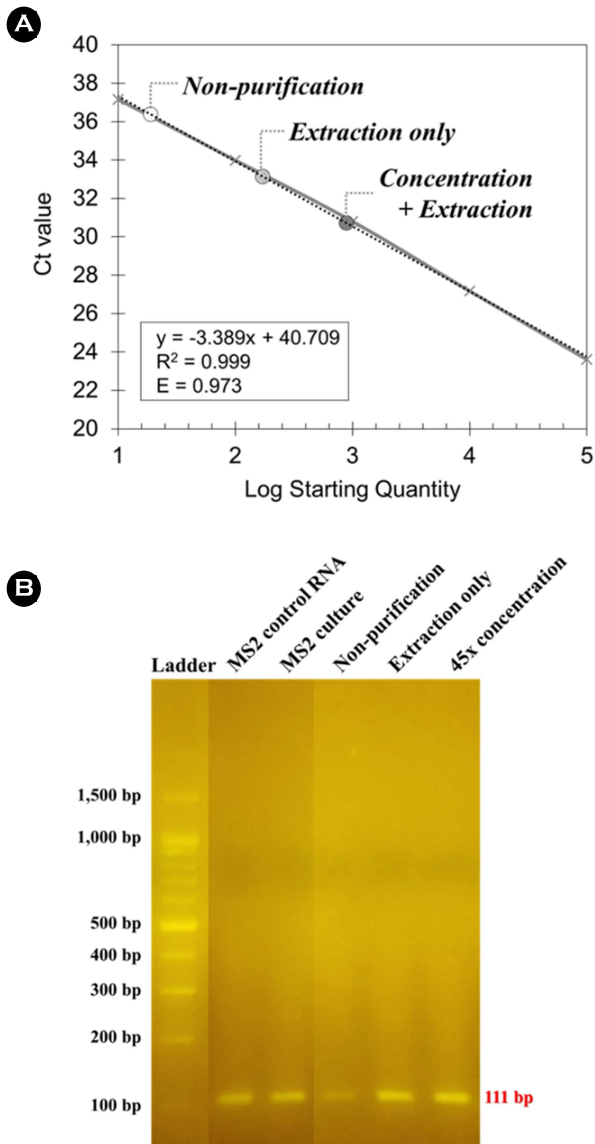 A
40
38
36
34
32
30
28
26
24
22
20
Ct value
Non-purification
Extraction only
Concentration
+ Extraction
y = -3.389x + 40.709
R² = 0.999
E = 0.973
1 2 3 4 5
Log Starting Quantity
B
Ladder
MS2 control RNA
MS2 culture
Non-purification
Extraction only
45x concentration
1,500 bp
1,000 bp
500 bp
400 bp
300 bp
200 bp
100 bp
111 bp